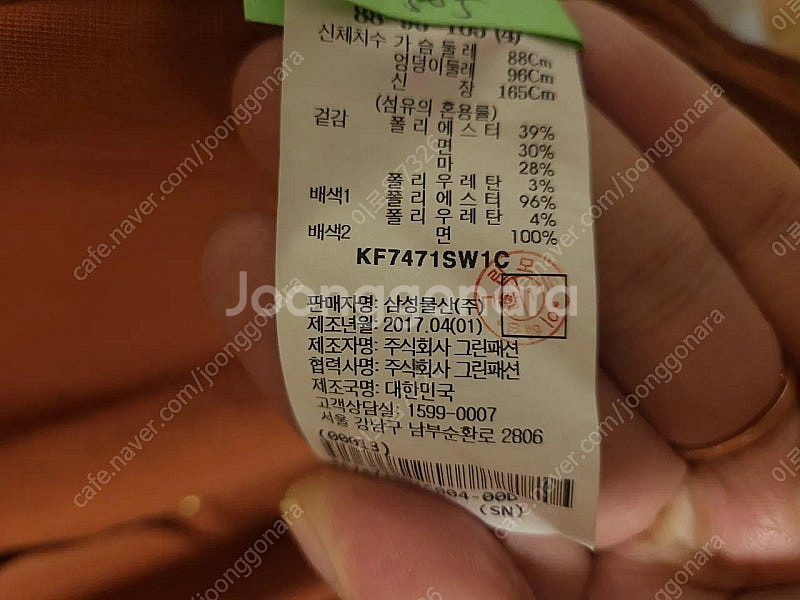 88-96-165 (4)
신체치수 가슴둘레 88Cm
엉덩이둘레 96Cm
신 장 165Cm
(섬유의 혼용률)
겉감 폴리에스터 39%
면 30%
마 28%
폴리우레탄 3%
배색1 폴리에스터 96%
폴리우레탄 4%
배색2 면 100%
KF7471SW1C
판매자명: 삼성물산(주)
제조년월: 2017.04(01)
제조자명: 주식회사 그린패션
협력사명: 주식회사 그린패션
제조국명: 대한민국
고객상담실: 1599-0007
서울 강남구 남부순환로 2806
(00013)
(SN)
Joonggonara
cafe.naver.com/joonggonara